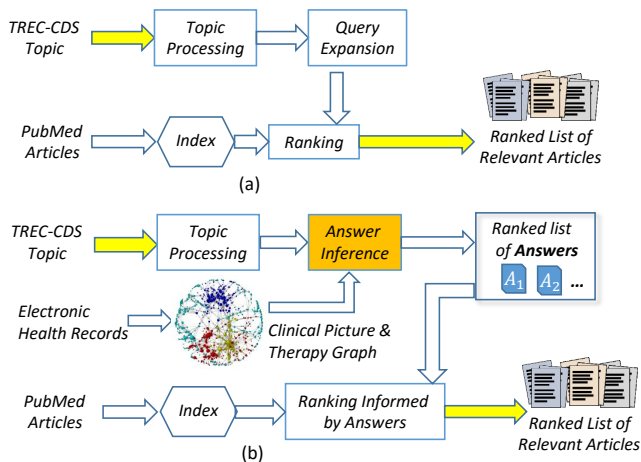 TREC-CDS
Topic
Topic
Processing
Query
Expansion
PubMed
Articles
Index
Ranking
Ranked List of
Relevant Articles
(a)
TREC-CDS
Topic
Topic
Processing
Answer
Inference
Ranked list
of Answers
A1 A2 ...
Electronic
Health Records
Clinical Picture &
Therapy Graph
PubMed
Articles
Index
Ranking Informed
by Answers
Ranked List of
Relevant Articles
(b)